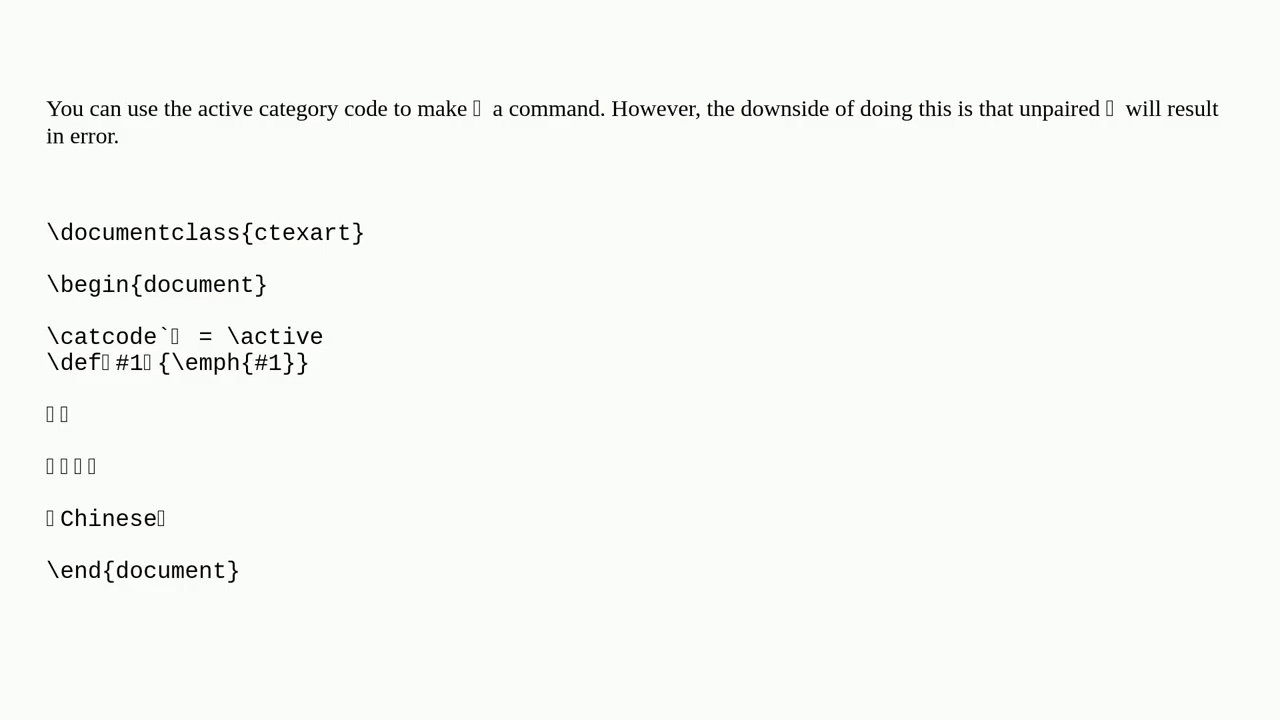 You can use the active category code to make a command. However, the downside of doing this is that unpaired will result
in error.
\documentclass{ctexart}
\begin{document}
\catcode` = \active
\def #1 {\emph{#1}}
Chinese
\end{document}